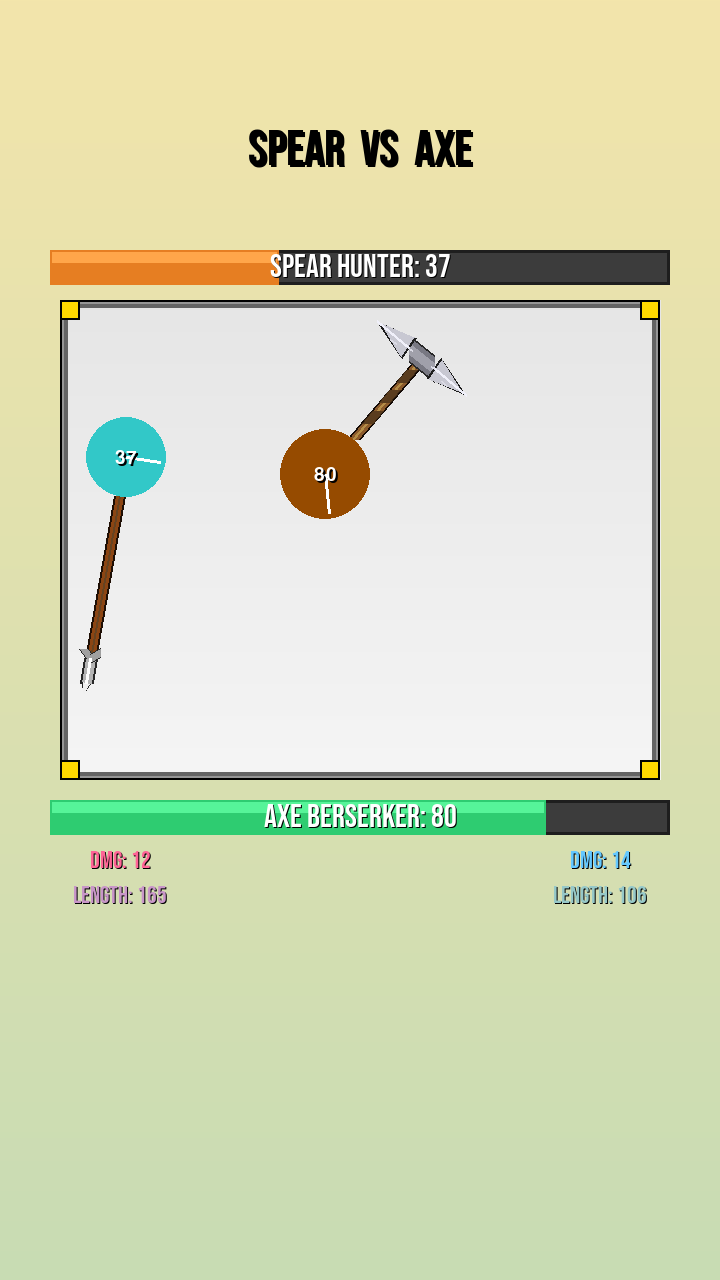 SPEAR VS AXE
SPEAR HUNTER: 37
37
80
AXE BERSERKER: 80
DMG: 12
DMG: 14
LENGTH: 165
LENGTH: 106